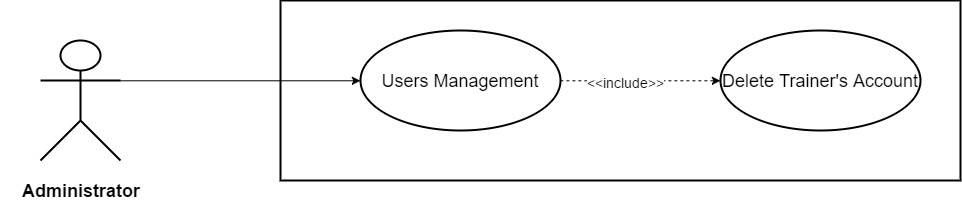 Users Management
<<include>>
Delete Trainer's Account
Administrator